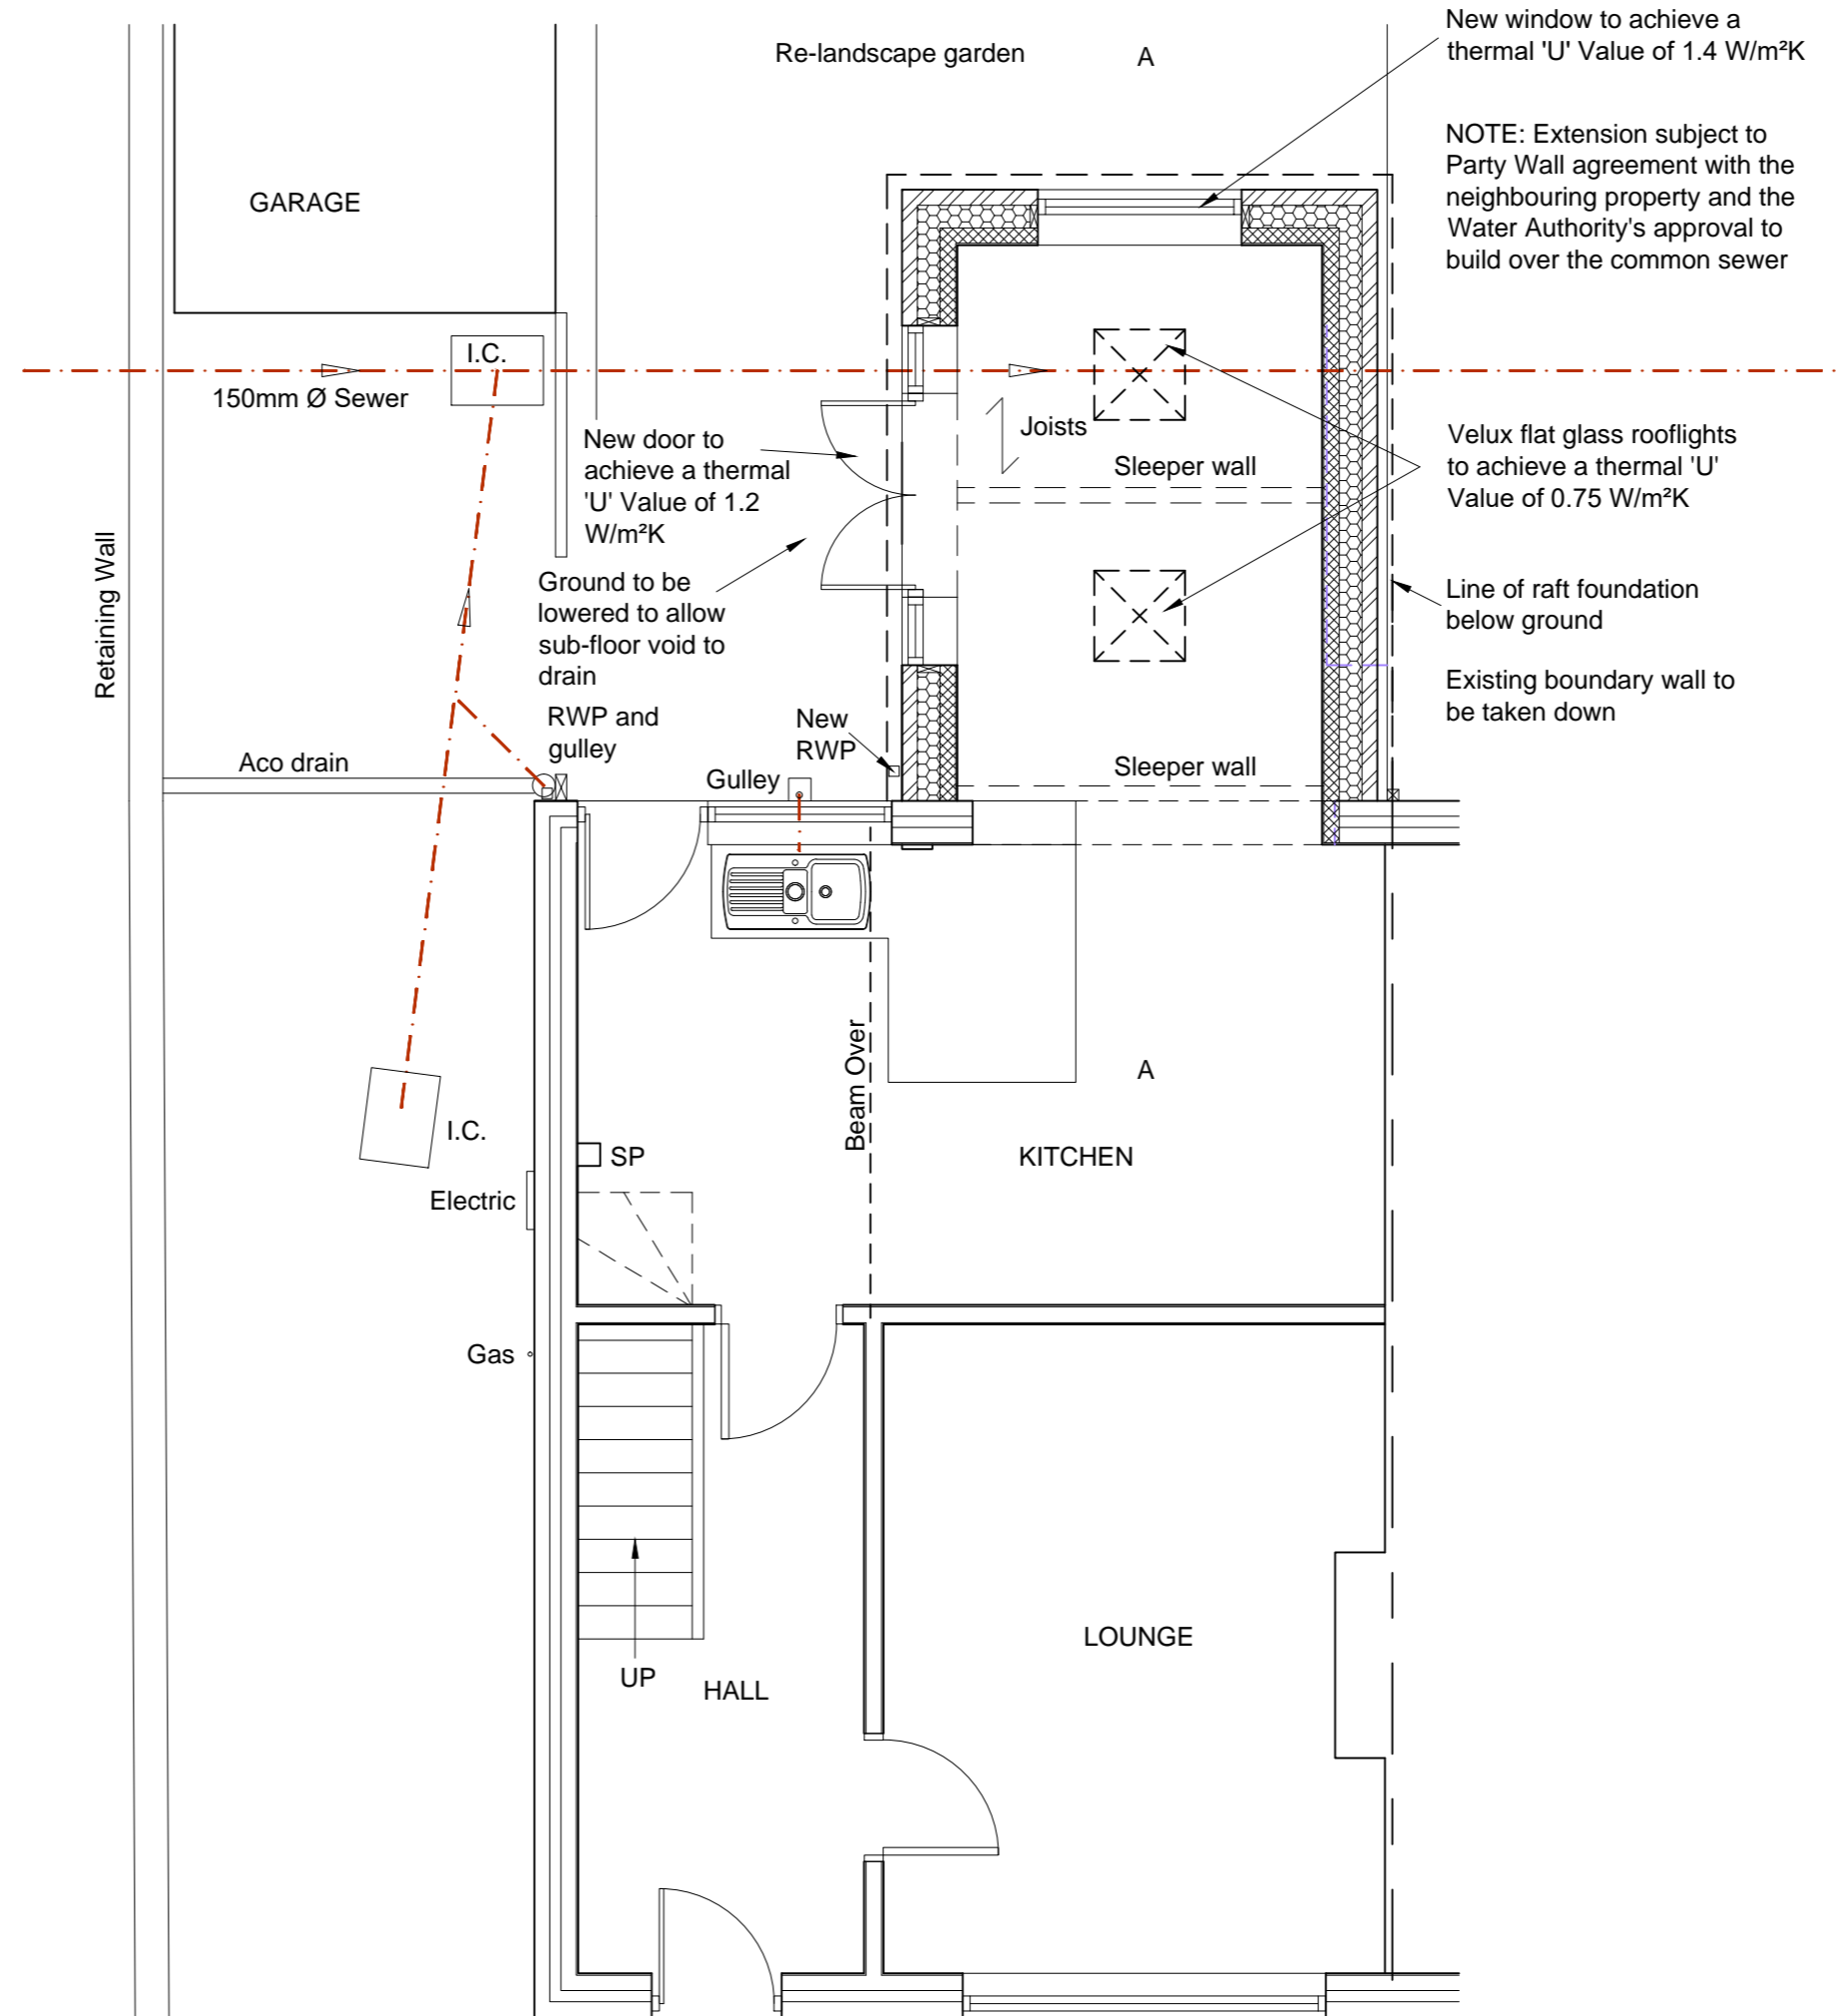 Re-landscape garden
A
New window to achieve a
thermal 'U' Value of 1.4 W/m²K
NOTE: Extension subject to
Party Wall agreement with the
neighbouring property and the
Water Authority's approval to
build over the common sewer
GARAGE
I.C.
150mm Ø Sewer
New door to
achieve a thermal
'U' Value of 1.2
W/m²K
Joists
Sleeper wall
Velux flat glass rooflights
to achieve a thermal 'U'
Value of 0.75 W/m²K
Retaining Wall
Ground to be
lowered to allow
sub-floor void to
drain
Line of raft foundation
below ground
Existing boundary wall to
be taken down
RWP and
gulley
New
RWP
Aco drain
Gulley
Sleeper wall
Beam Over
A
I.C.
SP
KITCHEN
Electric
Gas
LOUNGE
UP
HALL